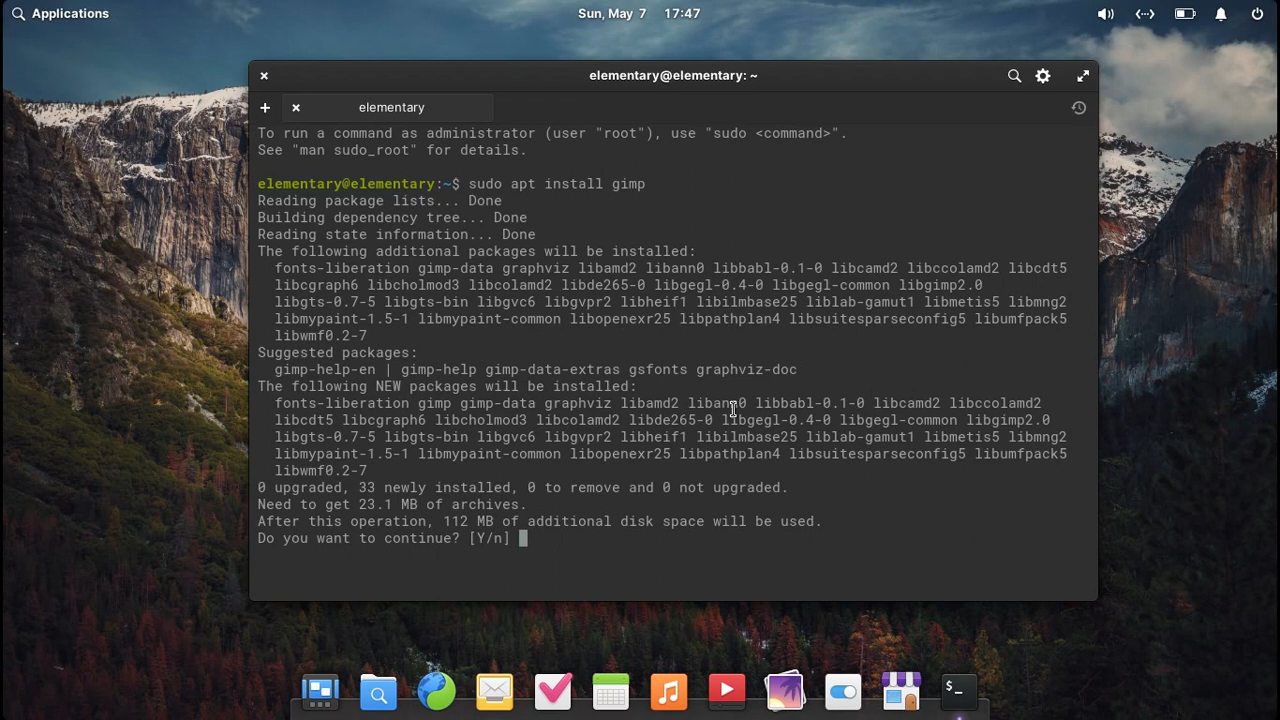 Applications
Sun, May 7 17:47
elementary@elementary: ~
elementary
To run a command as administrator (user "root"), use "sudo <command>".
See "man sudo_root" for details.
elementary@elementary:~$ sudo apt install gimp
Reading package lists... Done
Building dependency tree... Done
Reading state information... Done
The following additional packages will be installed:
fonts-liberation gimp-data graphviz libamd2 libann0 libbabl-0.1-0 libcamd2 libccolamd2 libcdt5
libcgraph6 libcholmod3 libcolamd2 libde265-0 libgegl-0.4-0 libgegl-common libgimp2.0
libgts-0.7-5 libgts-bin libgvc6 libgvpr2 libheif1 libilmbase25 liblab-gamut1 libmetis5 libmng2
libmypaint-1.5-1 libmypaint-common libopenexr25 libpathplan4 libsuitesparseconfig5 libumfpack5
libwmf0.2-7
Suggested packages:
gimp-help-en | gimp-help gimp-data-extras gsfonts graphviz-doc
The following NEW packages will be installed:
fonts-liberation gimp gimp-data graphviz libamd2 libann0 libbabl-0.1-0 libcamd2 libccolamd2
libcdt5 libcgraph6 libcholmod3 libcolamd2 libde265-0 libgegl-0.4-0 libgegl-common libgimp2.0
libgts-0.7-5 libgts-bin libgvc6 libgvpr2 libheif1 libilmbase25 liblab-gamut1 libmetis5 libmng2
libmypaint-1.5-1 libmypaint-common libopenexr25 libpathplan4 libsuitesparseconfig5 libumfpack5
libwmf0.2-7
0 upgraded, 33 newly installed, 0 to remove and 0 not upgraded.
Need to get 23.1 MB of archives.
After this operation, 112 MB of additional disk space will be used.
Do you want to continue? [Y/n]
>_